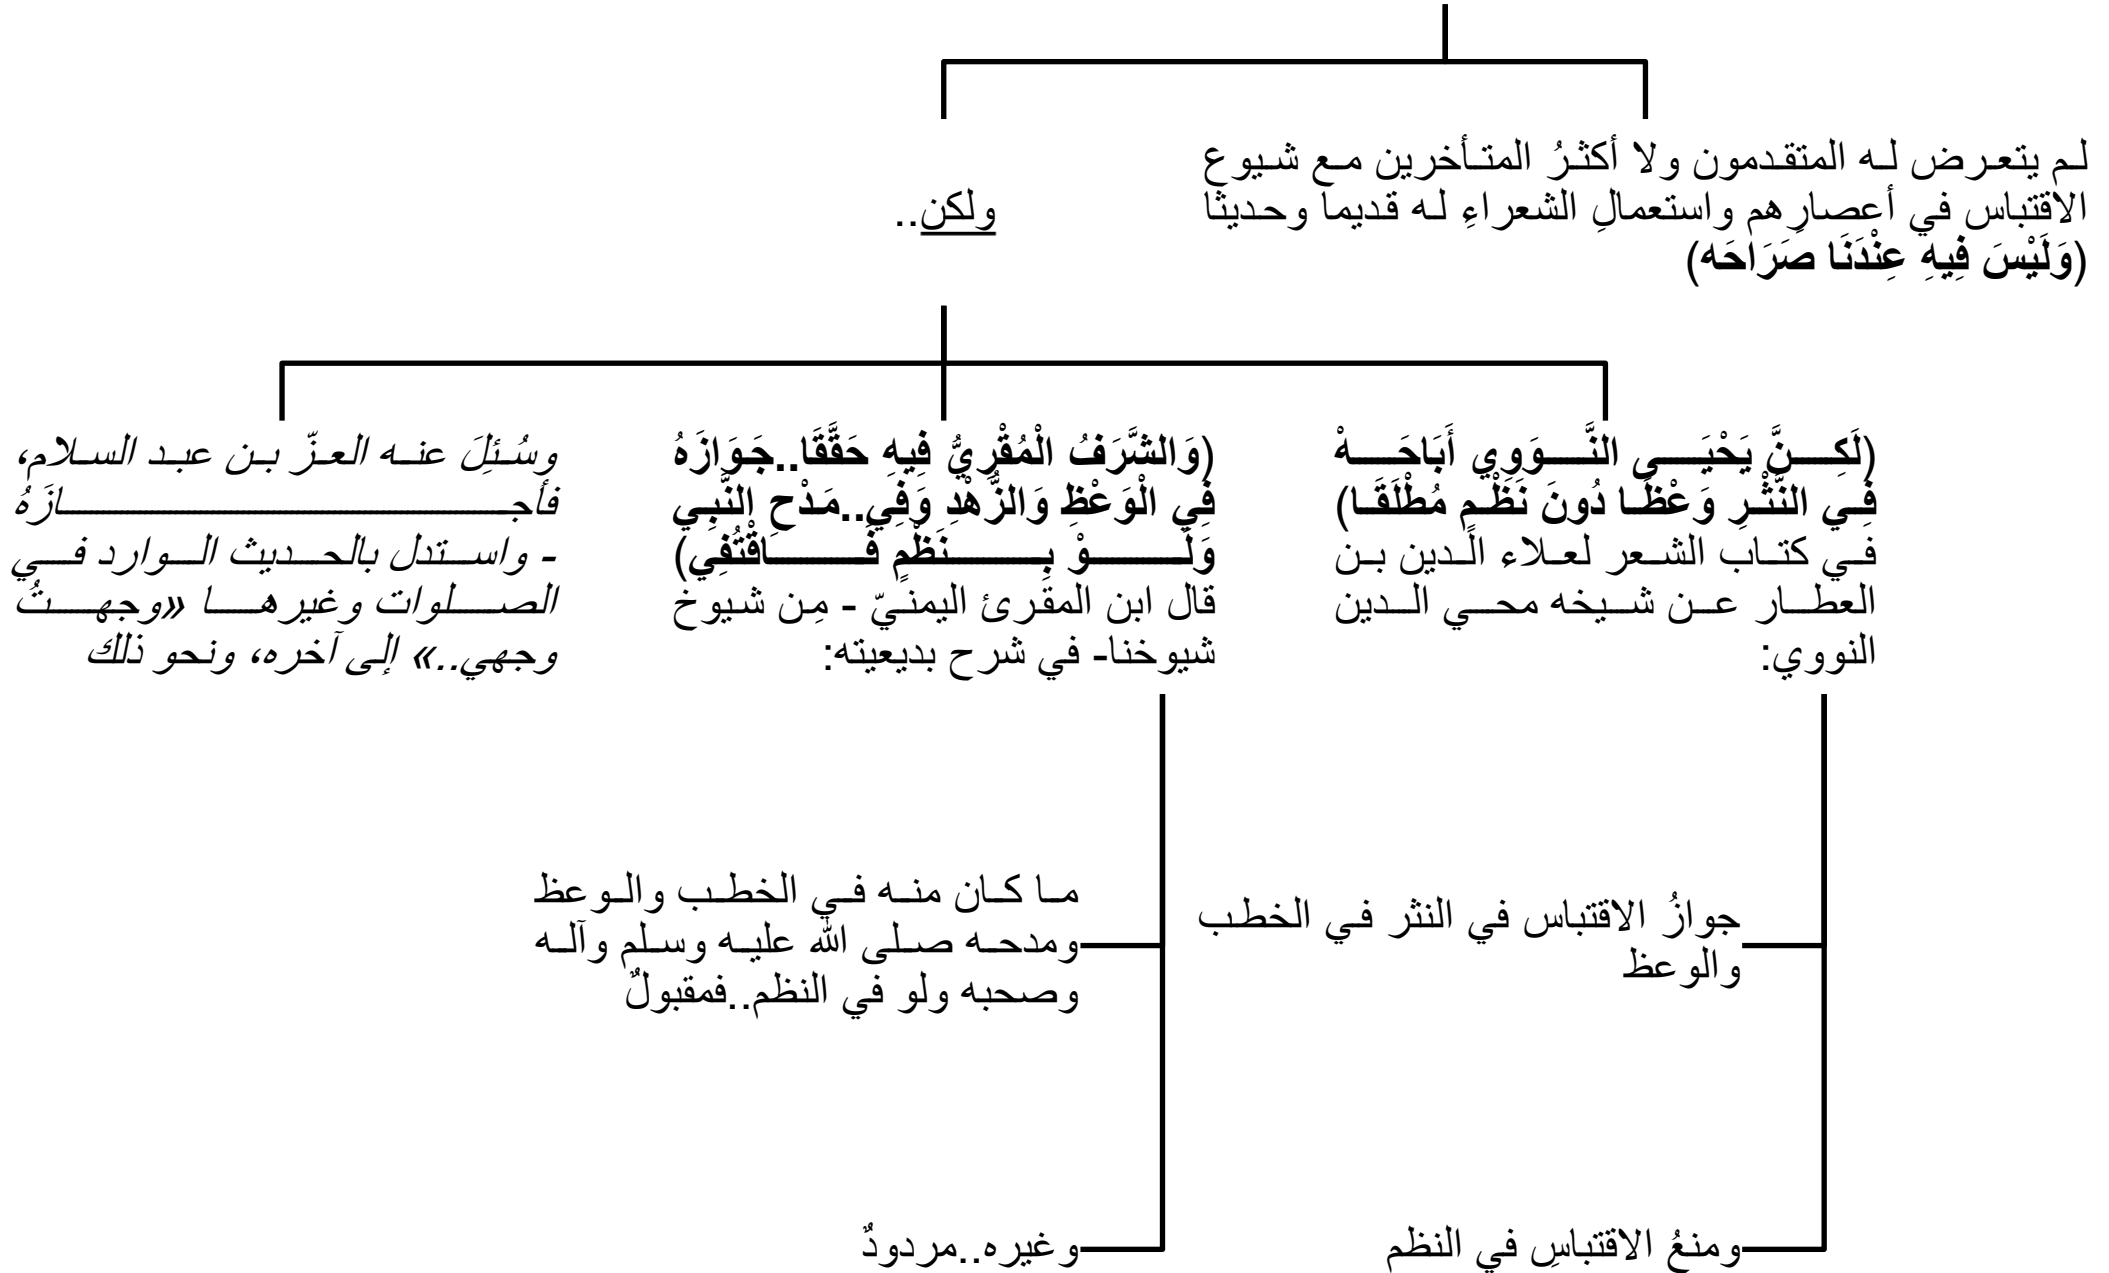 لم يتعرض له المتقدمون ولا أكثرُ المتأخرين مع شيوع
الاقتباس في أعصارِهم واستعمالِ الشعراءِ له قديما وحديثا
(وَلَيْسَ فِيهِ عِنْدَنَا صَرَاحَه)
ولكن..
(لَكِنَّ يَحْيَى النَّوَوِي أَبَاحَهْ
فِي النَّثْرِ وَعْظًا دُونَ نَظْمٍ مُطْلَقَا)
في كتاب الشعر لعلاء الدين بن
العطار عن شيخه محيي الدين
النووي:
جوازُ الاقتباس في النثر في الخطب
والوعظ
ومنعُ الاقتباسِ في النظم
(وَالشَّرَفُ الْمُقْرِيُّ فِيهِ حَقَّقَا..جَوَازَهُ
فِي الْوَعْظِ وَالزُّهْدِ وَفِي..مَدْحِ النَّبِي
وَلَوْ بِنَظْمٍ فَاقْتُفِي)
قال ابن المقرئ اليمنيّ - مِن شيوخ
شيوخنا- في شرح بديعيته:
ما كان منه في الخطب والوعظ
ومدحه صلى الله عليه وسلم وآله
وصحبه ولو في النظم..فمقبولٌ
وغيره..مردودٌ
وسُئِلَ عنه العزّ بن عبد السلام،
فأجازَهُ
- واستدل بالحديث الوارد في
الصلوات وغيرها «وجهتُ
وجهي..» إلى آخره، ونحو ذلك